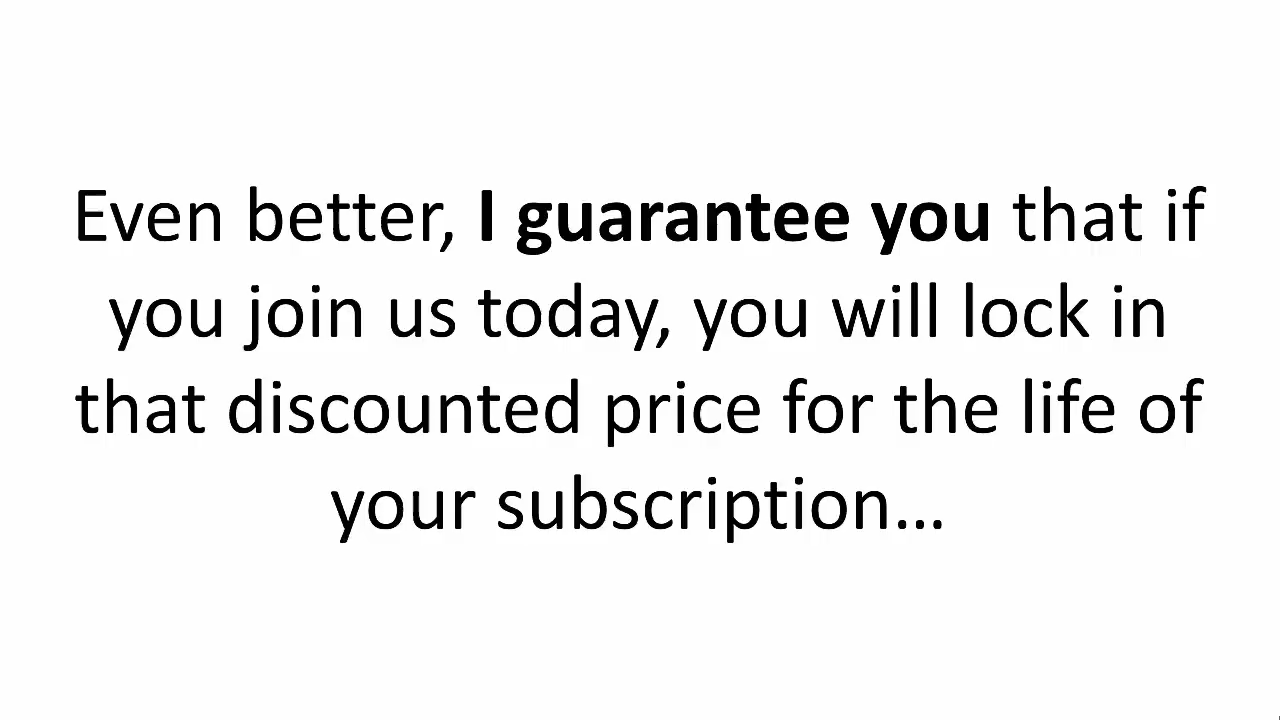 Even better, I guarantee you that if
you join us today, you will lock in
that discounted price for the life of
your subscription...